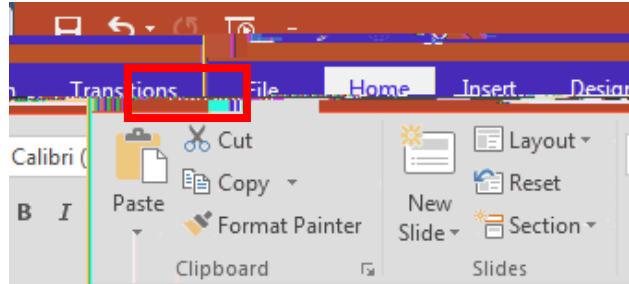 Transitions File Home Insert Design
Calibri ( Cut Layout
Copy Reset
B I Paste Format Painter New Slide Section
Clipboard Slides